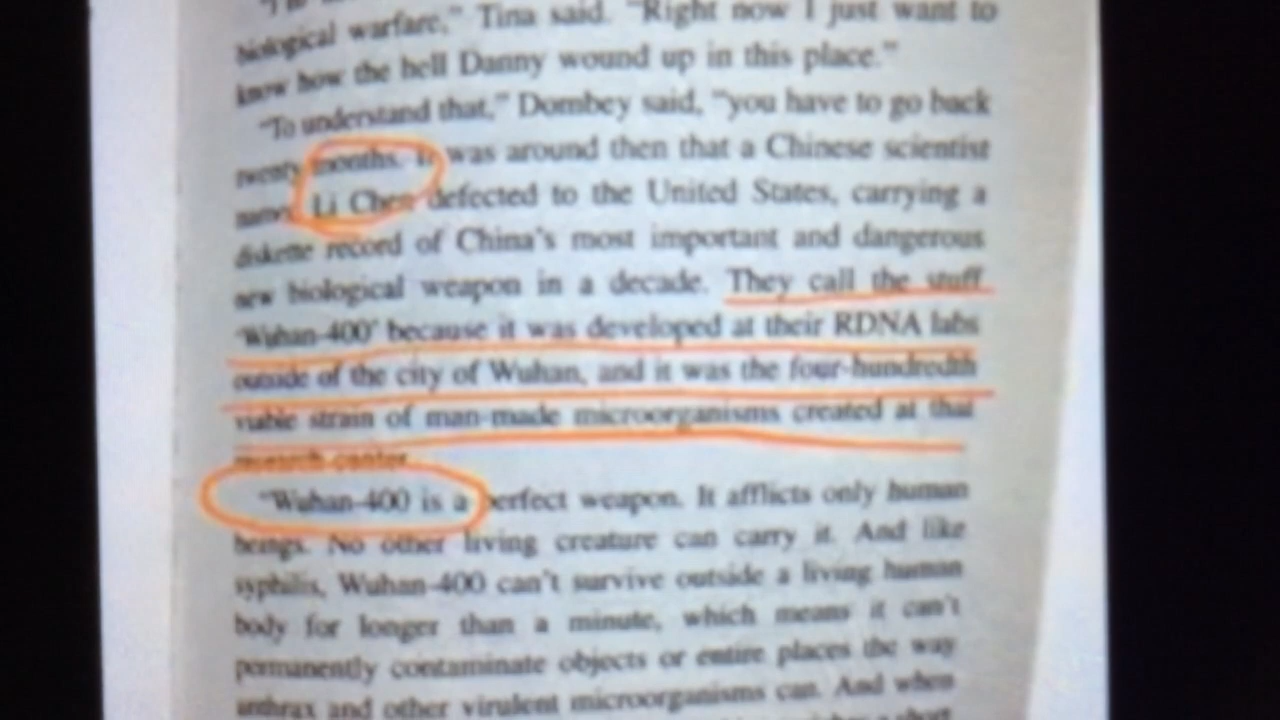 biological warfare," Tina said. "Right now I just want to
know how the hell Danny wound up in this place."
"To understand that," Dombey said, "you have to go back
twenty months. It was around then that a Chinese scientist
named Li Chen defected to the United States, carrying a
diskette record of China's most important and dangerous
new biological weapon in a decade. They call the stuff
'Wuhan-400' because it was developed at their RDNA labs
outside of the city of Wuhan, and it was the four-hundredth
viable strain of man-made microorganisms created at that
research center.
"Wuhan-400 is a perfect weapon. It afflicts only human
beings. No other living creature can carry it. And like
syphilis, Wuhan-400 can't survive outside a living human
body for longer than a minute, which means it can't
permanently contaminate objects or entire places the way
anthrax and other virulent microorganisms can. And when